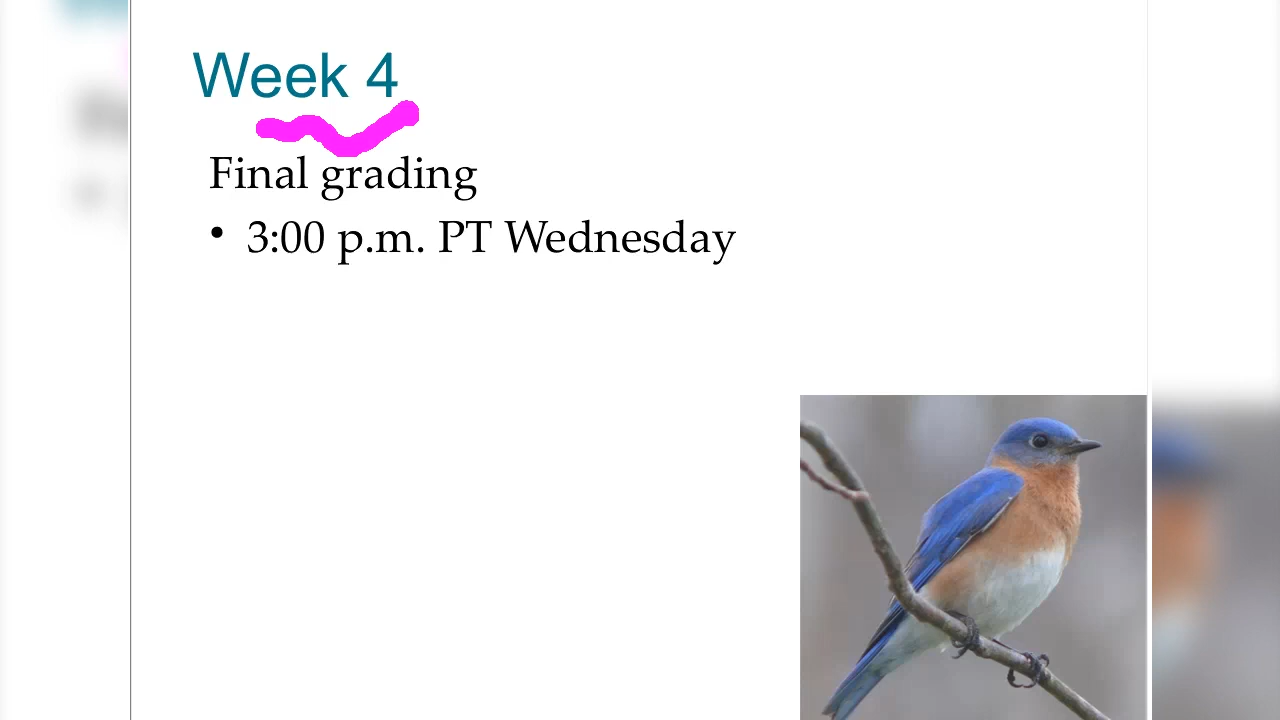 Week 4
Final grading
• 3:00 p.m. PT Wednesday